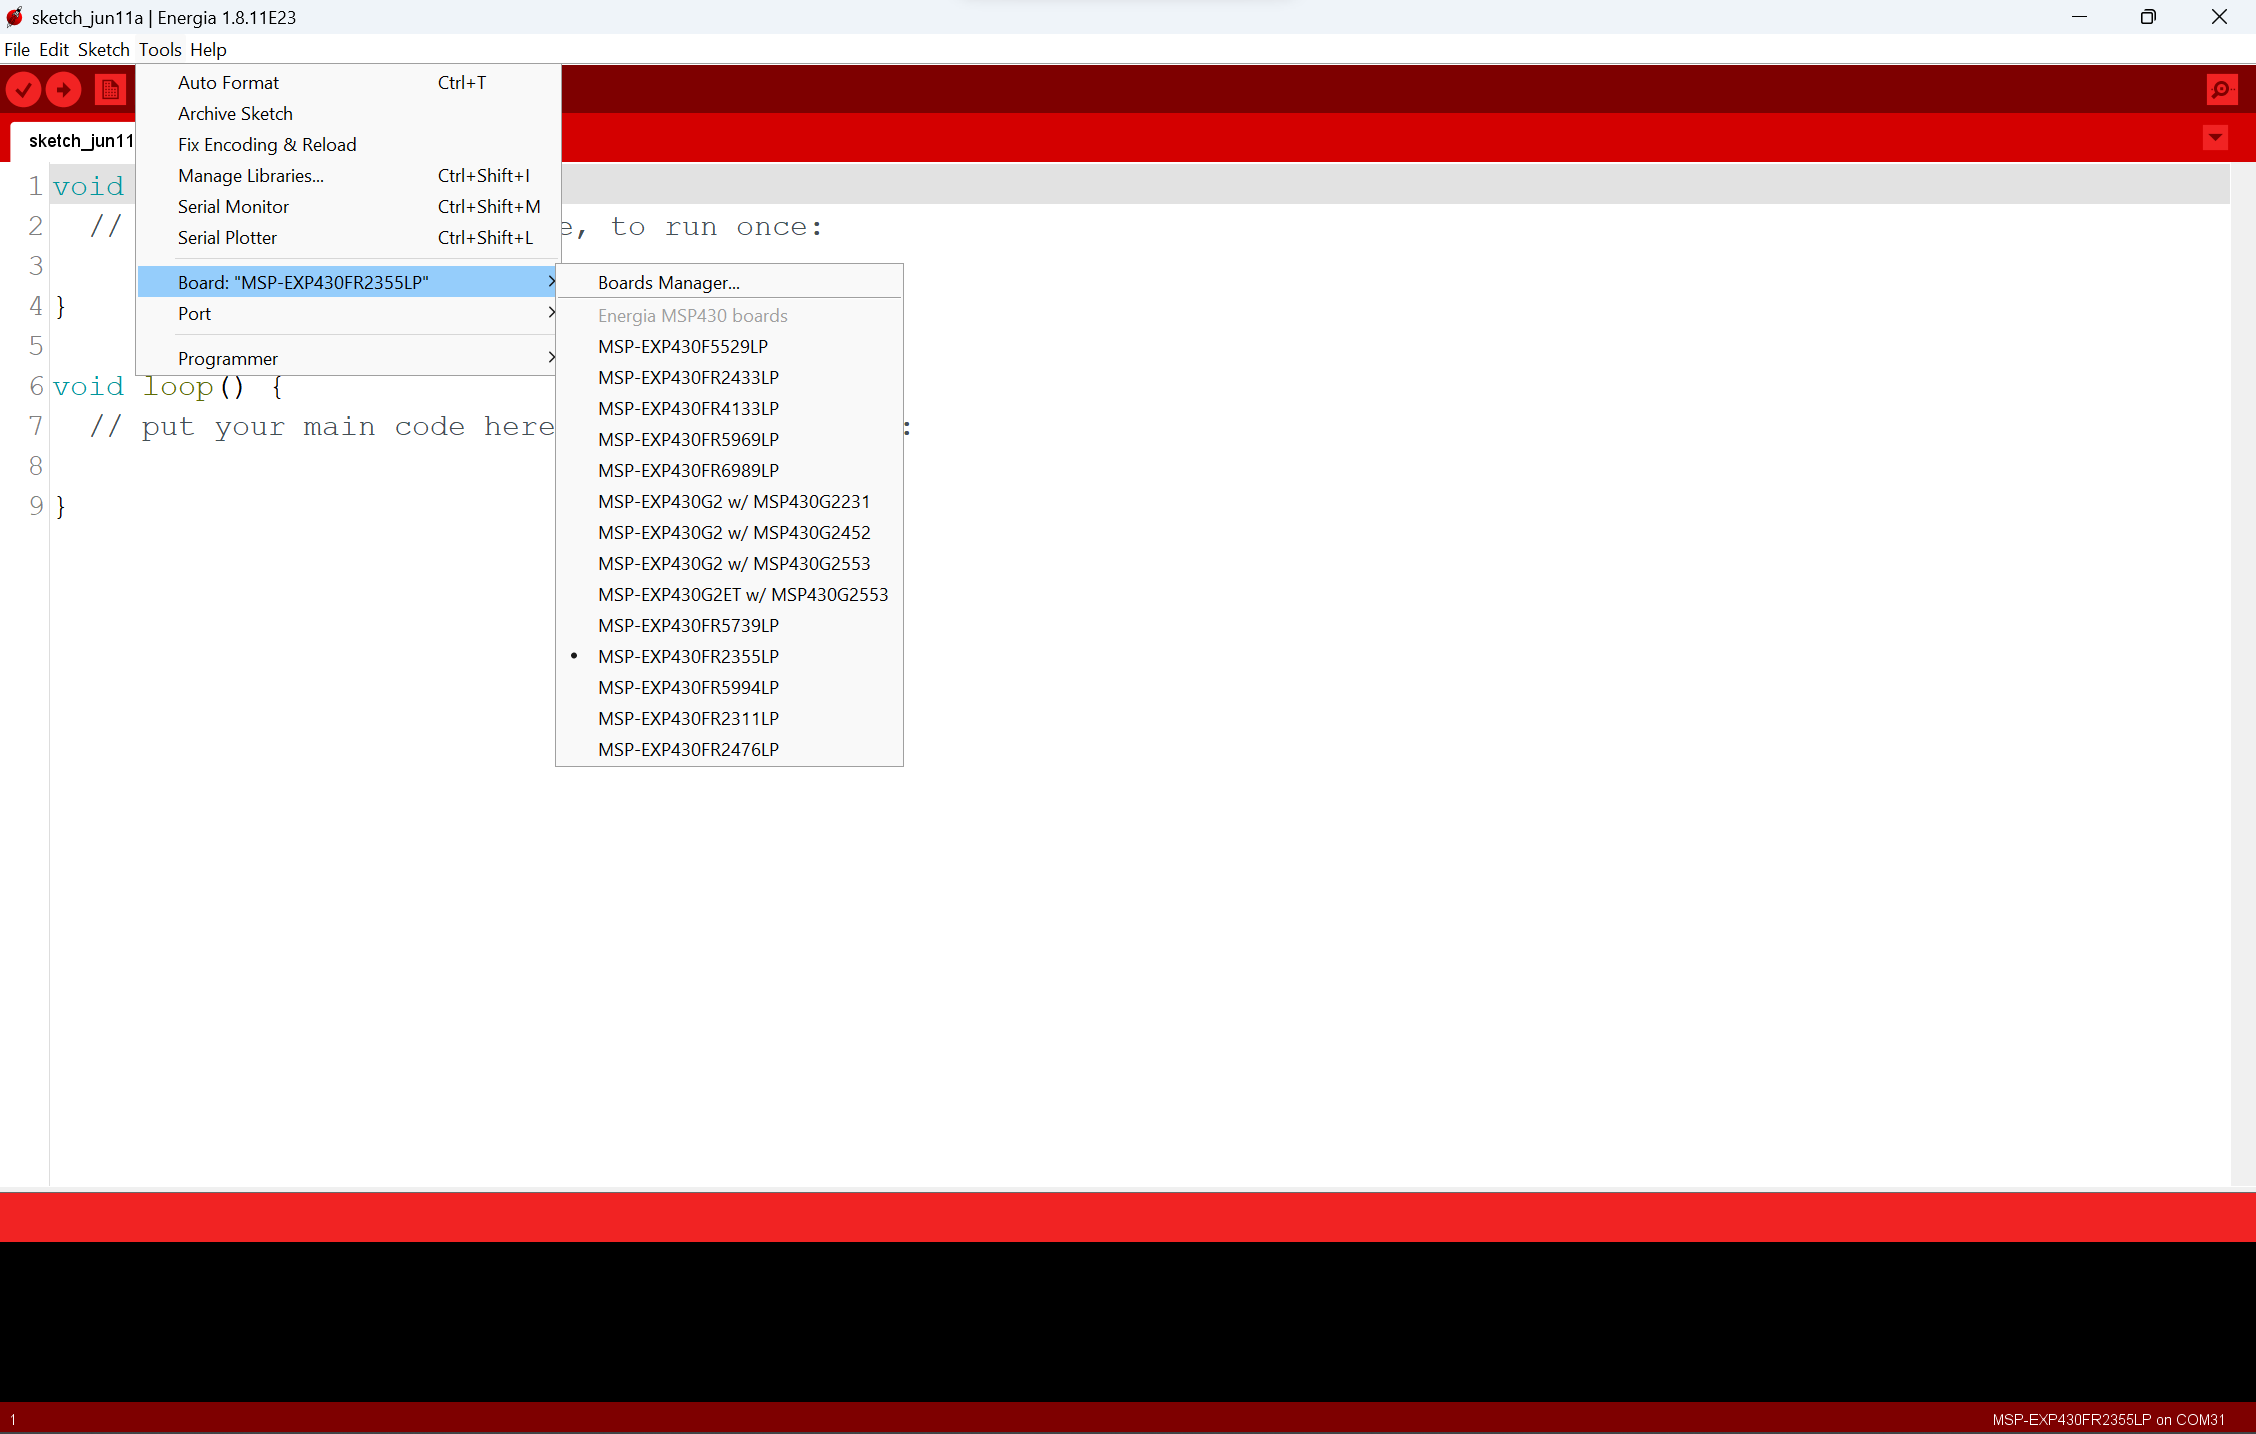 sketch_jun11a | Energia 1.8.11E23
File Edit Sketch Tools Help
Auto Format Ctrl+T
Archive Sketch
Fix Encoding & Reload
Manage Libraries... Ctrl+Shift+I
Serial Monitor Ctrl+Shift+M
Serial Plotter Ctrl+Shift+L
Board: "MSP-EXP430FR2355LP"
Port
Programmer
Boards Manager...
Energia MSP430 boards
MSP-EXP430F5529LP
MSP-EXP430FR2433LP
MSP-EXP430FR4133LP
MSP-EXP430FR5969LP
MSP-EXP430FR6989LP
MSP-EXP430G2 w/ MSP430G2231
MSP-EXP430G2 w/ MSP430G2452
MSP-EXP430G2 w/ MSP430G2553
MSP-EXP430G2ET w/ MSP430G2553
MSP-EXP430FR5739LP
• MSP-EXP430FR2355LP
MSP-EXP430FR5994LP
MSP-EXP430FR2311LP
MSP-EXP430FR2476LP
sketch_jun11
1 void
2 // e, to run once:
3
4 }
5
6 void loop() {
7 // put your main code here :
8
9 }
1
MSP-EXP430FR2355LP on COM31